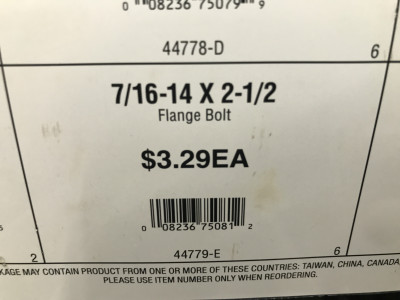 0 08236 75079 9
44778-D
6
7/16-14 X 2-1/2
Flange Bolt
$3.29EA
0 08236 75081 2
2 44779-E 6
KAGE MAY CONTAIN PRODUCT FROM ONE OR MORE OF THESE COUNTRIES: TAIWAN, CHINA, CANADA,
PLEASE USE ITEM NUMBER ONLY WHEN REORDERING.